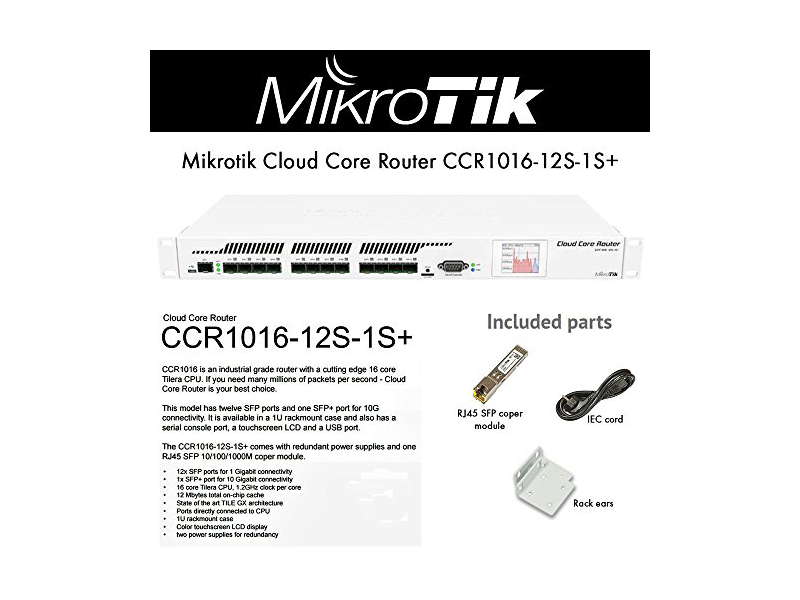 MikroTik
Mikrotik Cloud Core Router CCR1016-12S-1S+
Cloud Core Router
MikroTik
Cloud Core Router
CCR1016-12S-1S+
CCR1016 is an industrial grade router with a cutting edge 16 core
Tilera CPU. If you need many millions of packets per second - Cloud
Core Router is your best choice.
This model has twelve SFP ports and one SFP+ port for 10G
connectivity. It is available in a 1U rackmount case and also has a
serial console port, a touchscreen LCD and a USB port.
The CCR1016-12S-1S+ comes with redundant power supplies and one
RJ45 SFP 10/100/1000M coper module.
• 12x SFP ports for 1 Gigabit connectivity
• 1x SFP+ port for 10 Gigabit connectivity
• 16 core Tilera CPU, 1.2GHz clock per core
• 12 Mbytes total on-chip cache
• State of the art TILE GX architecture
• Ports directly connected to CPU
• 1U rackmount case
• Color touchscreen LCD display
• two power supplies for redundancy
Included parts
RJ45 SFP coper
module
IEC cord
Rack ears